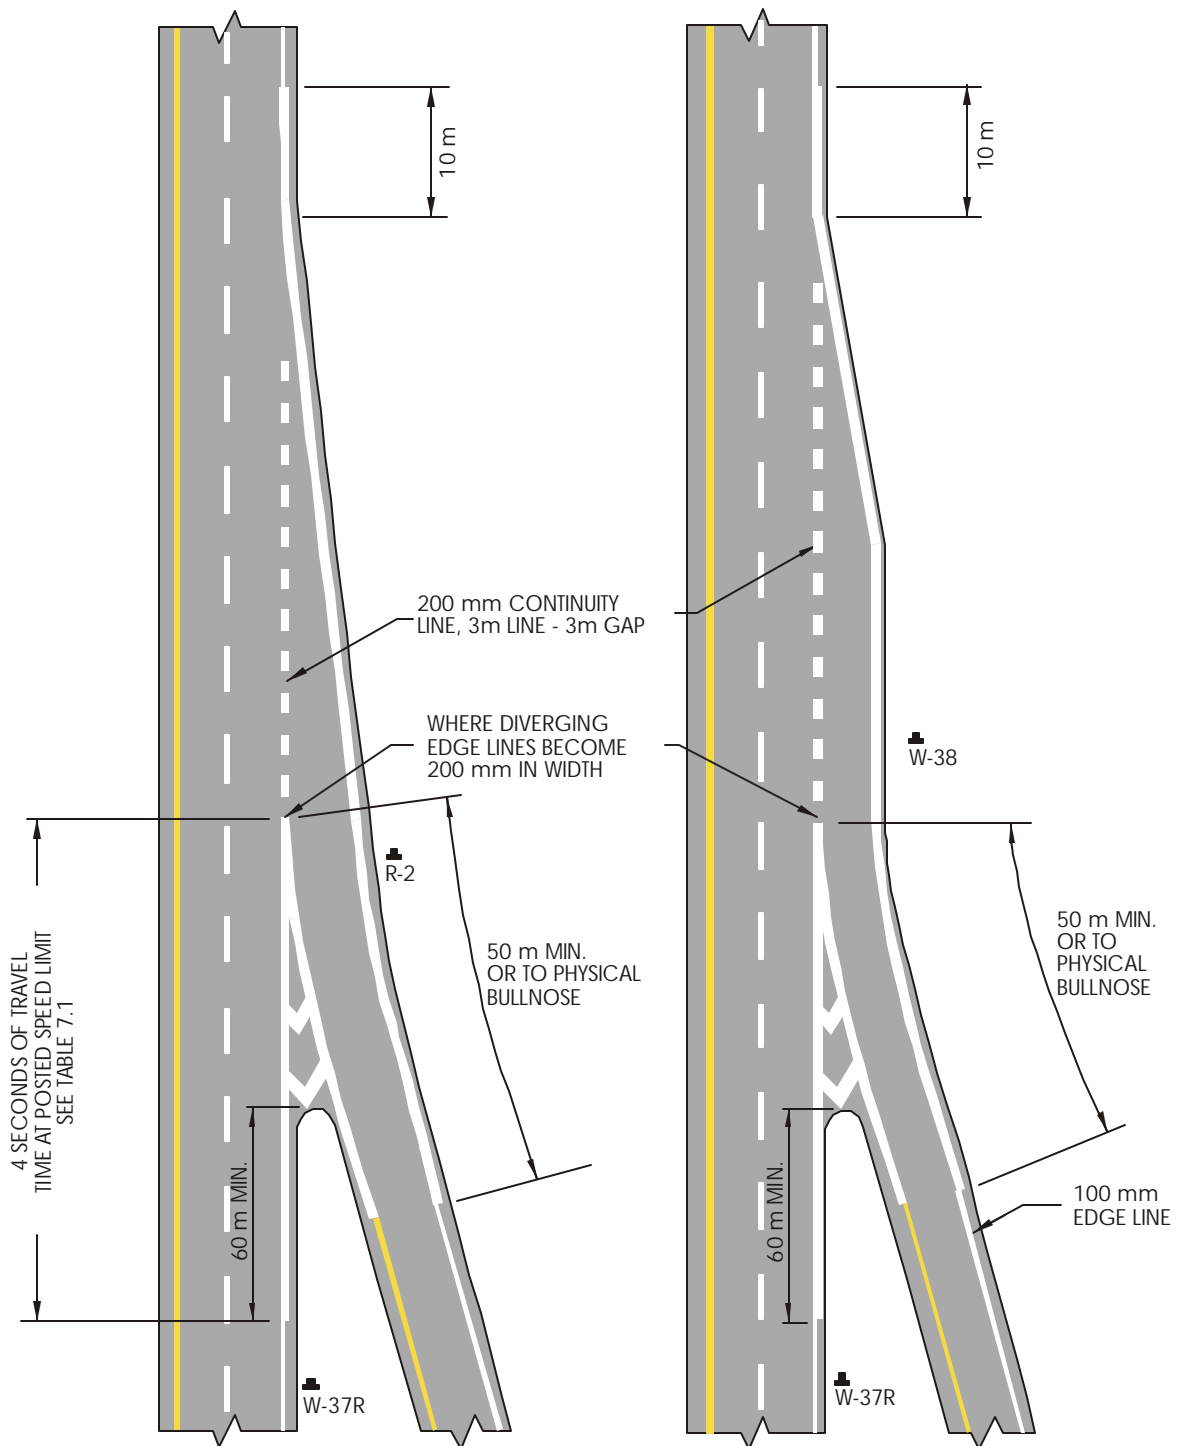 10 m
10 m
200 mm CONTINUITY
LINE, 3m LINE - 3m GAP
WHERE DIVERGING
EDGE LINES BECOME
200 mm IN WIDTH
W-38
R-2
4 SECONDS OF TRAVEL
TIME AT POSTED SPEED LIMIT
SEE TABLE 7.1
50 m MIN.
OR TO PHYSICAL
BULLNOSE
50 m MIN.
OR TO
PHYSICAL
BULLNOSE
60 m MIN.
60 m MIN.
100 mm
EDGE LINE
W-37R
W-37R